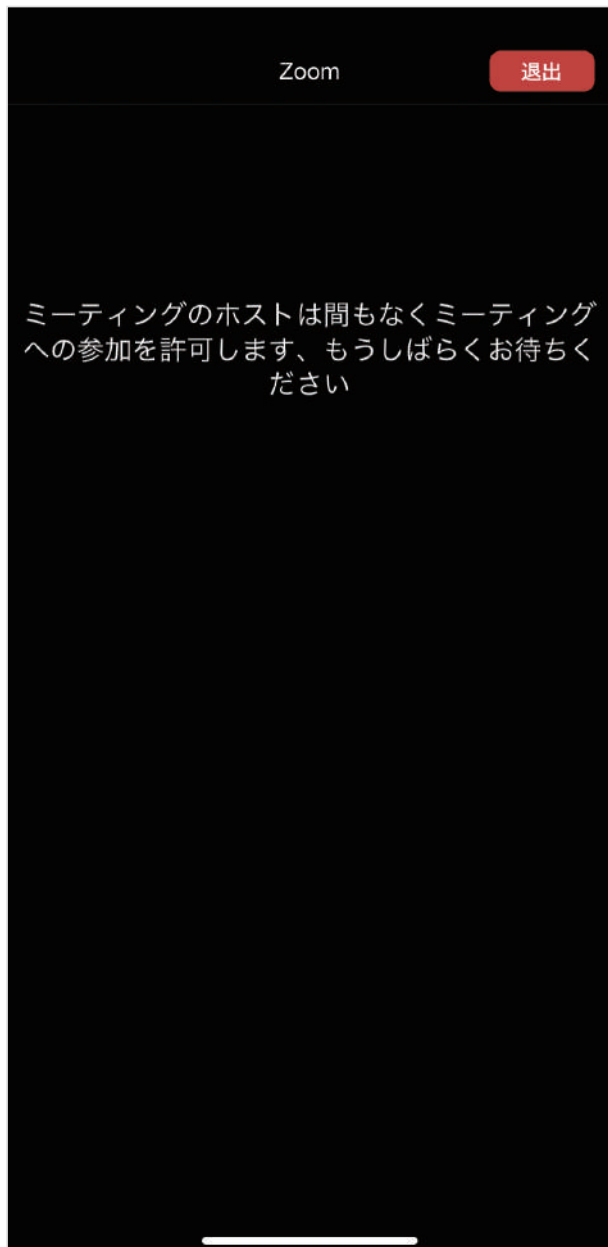 Zoom
退出
ミーティングのホストは間もなくミーティング
への参加を許可します、もうしばらくお待ちく
ださい